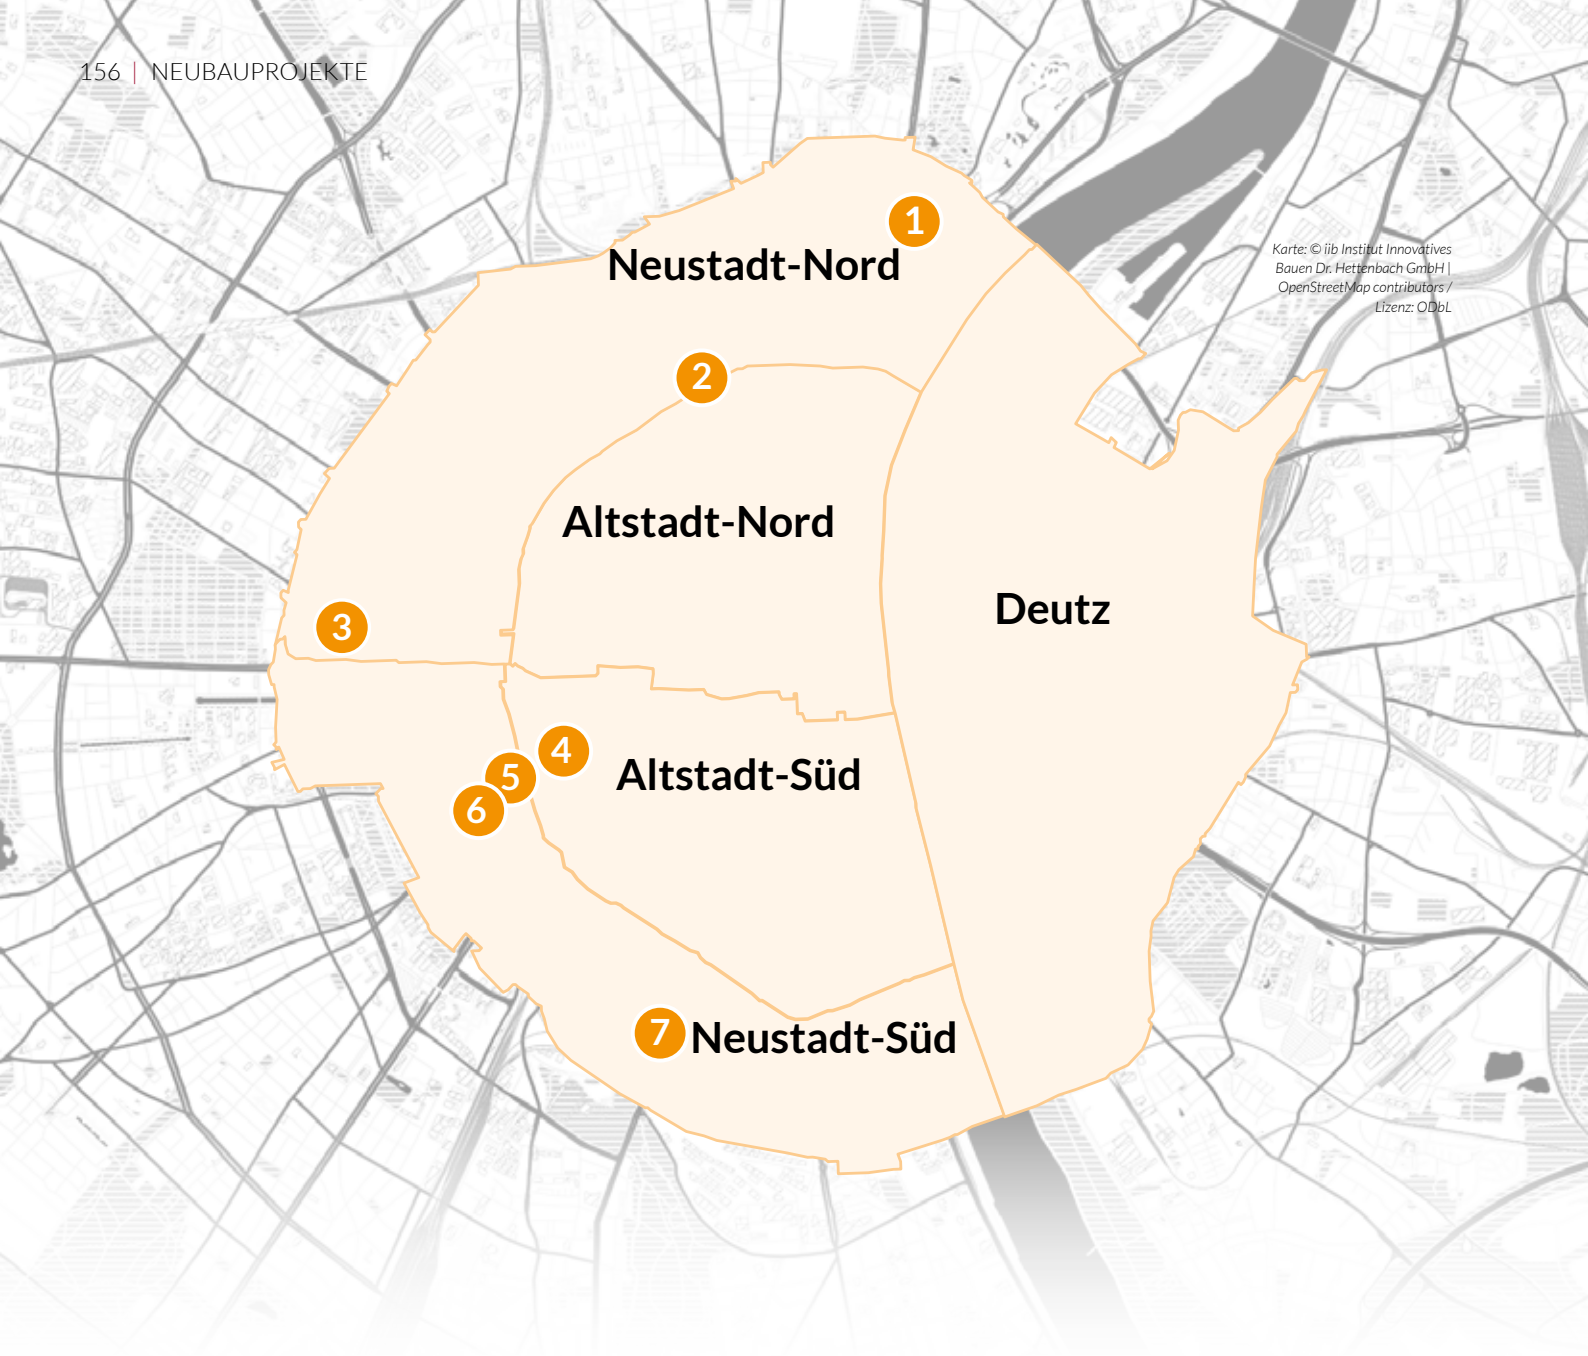 156 | NEUBAUPROJEKTE
1
Neustadt-Nord
Karte: © iib Institut Innovatives
Bauen Dr. Hettenbach GmbH |
OpenStreetMap contributors /
Lizenz: ODbL
2
Altstadt-Nord
Deutz
3
4
Altstadt-Süd
5
6
7 Neustadt-Süd